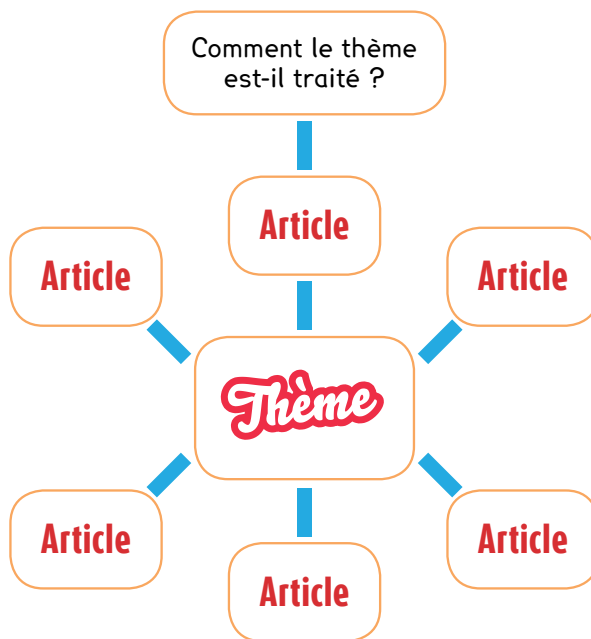 Comment le thème
est-il traité ?
Article
Article
Article
Thème
Article
Article
Article